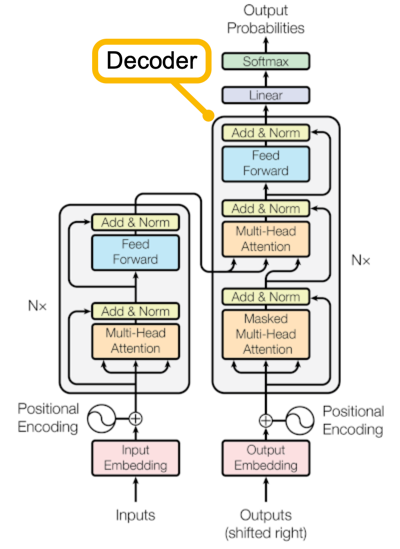 Output
Probabilities
Decoder
Softmax
Linear
Add & Norm
Feed
Forward
Add & Norm
Multi-Head
Attention
Add & Norm
Masked
Multi-Head
Attention
N×
Add & Norm
Feed
Forward
Add & Norm
Multi-Head
Attention
N×
Positional
Encoding
Positional
Encoding
Input
Embedding
Output
Embedding
Inputs
Outputs
(shifted right)